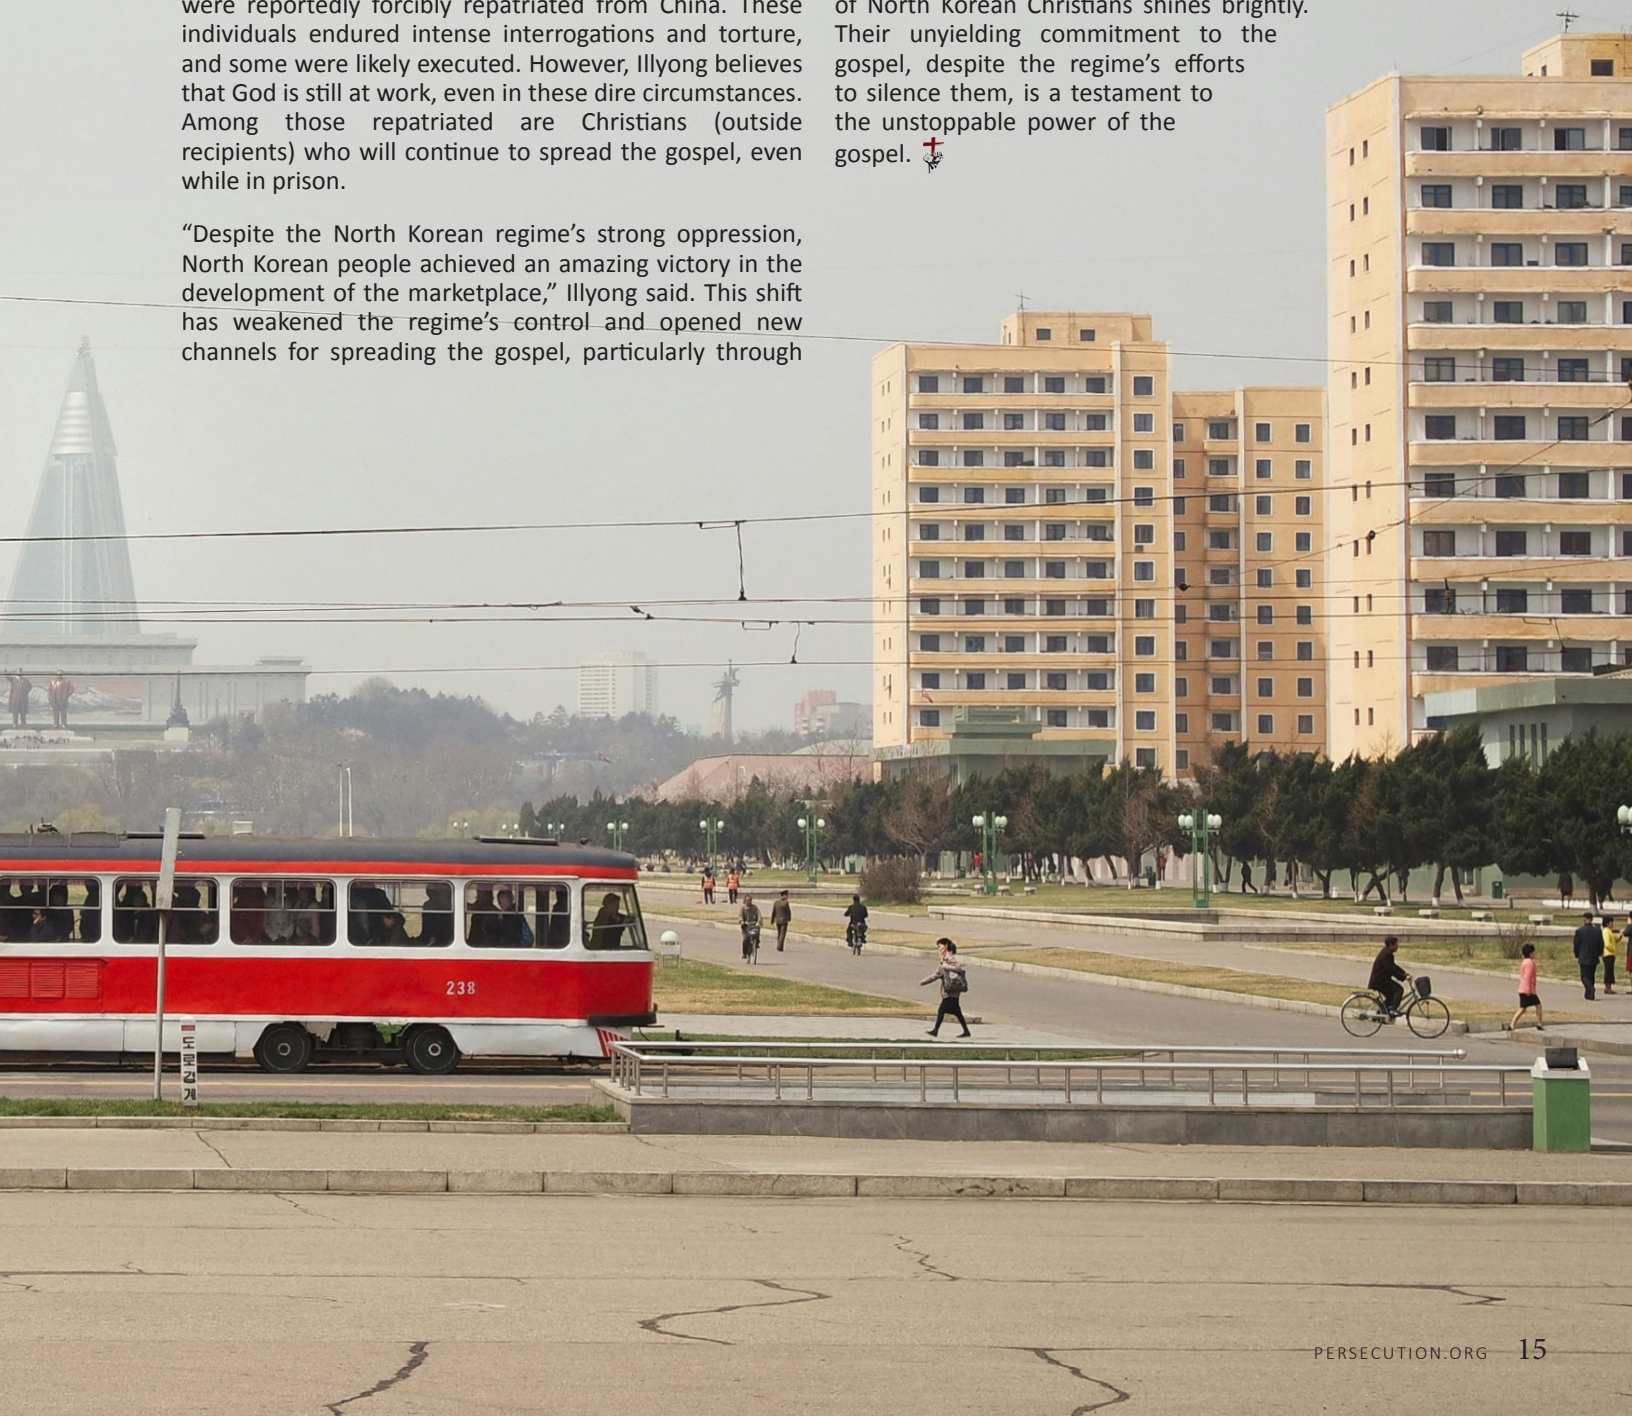 were reportedly forcibly repatriated from China. These
individuals endured intense interrogations and torture,
and some were likely executed. However, Illyong believes
that God is still at work, even in these dire circumstances.
Among those repatriated are Christians (outside
recipients) who will continue to spread the gospel, even
while in prison.
“Despite the North Korean regime’s strong oppression,
North Korean people achieved an amazing victory in the
development of the marketplace,” Illyong said. This shift
has weakened the regime’s control and opened new
channels for spreading the gospel, particularly through
of North Korean Christians shines brightly.
Their unyielding commitment to the
gospel, despite the regime’s efforts
to silence them, is a testament to
the unstoppable power of the
gospel.
238
도로경계
PERSECUTION.ORG 15